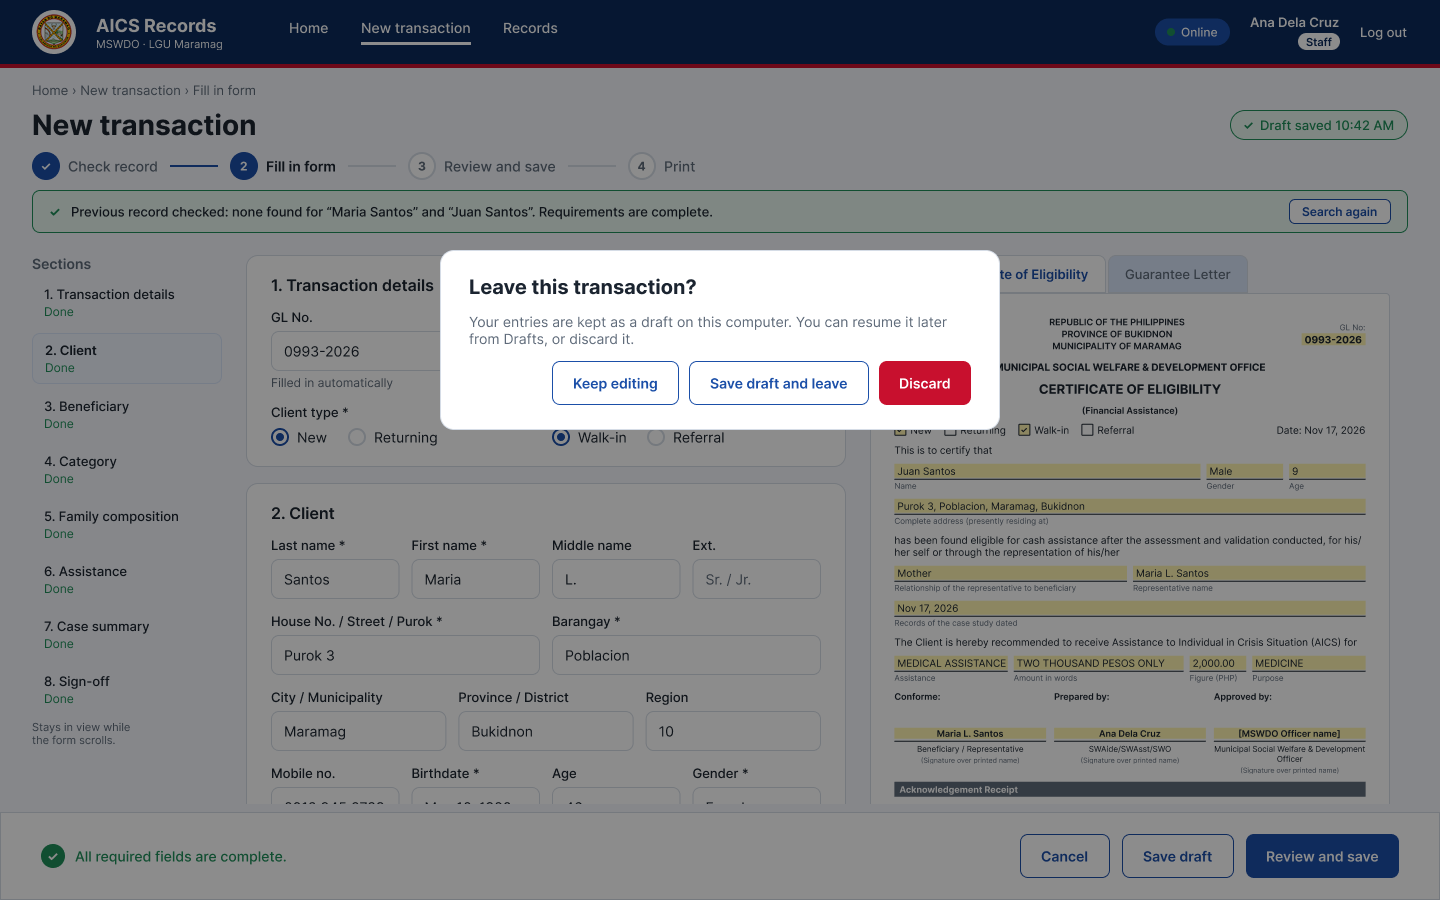 AICS Records
MSWDO · LGU Maramag
Home
New transaction
Records
Online
Ana Dela Cruz
Staff
Log out
Home › New transaction › Fill in form
New transaction
Draft saved 10:42 AM
Check record
2 Fill in form
3 Review and save
4 Print
Previous record checked: none found for “Maria Santos” and “Juan Santos”. Requirements are complete.
Search again
Sections
1. Transaction details
Done
2. Client
Done
3. Beneficiary
Done
4. Category
Done
5. Family composition
Done
6. Assistance
Done
7. Case summary
Done
8. Sign-off
Done
Stays in view while
the form scrolls.
1. Transaction details
GL No.
0993-2026
Filled in automatically
Client type *
New
Returning
Walk-in
Referral
Leave this transaction?
Your entries are kept as a draft on this computer. You can resume it later
from Drafts, or discard it.
Keep editing
Save draft and leave
Discard
2. Client
Last name *
First name *
Middle name
Ext.
Santos
Maria
L.
Sr. / Jr.
House No. / Street / Purok *
Barangay *
Purok 3
Poblacion
City / Municipality
Province / District
Region
Maramag
Bukidnon
10
Mobile no.
Birthdate *
Age
Gender *
te of Eligibility
Guarantee Letter
REPUBLIC OF THE PHILIPPINES
PROVINCE OF BUKIDNON
MUNICIPALITY OF MARAMAG
GL No:
0993-2026
MUNICIPAL SOCIAL WELFARE & DEVELOPMENT OFFICE
CERTIFICATE OF ELIGIBILITY
(Financial Assistance)
New
Returning
Walk-in
Referral
Date: Nov 17, 2026
This is to certify that
Juan Santos
Male
9
Name
Gender
Age
Purok 3, Poblacion, Maramag, Bukidnon
Complete address (presently residing at)
has been found eligible for cash assistance after the assessment and validation conducted, for his/
her self or through the representation of his/her
Mother
Maria L. Santos
Relationship of the representative to beneficiary
Representative name
Nov 17, 2026
Records of the case study dated
The Client is hereby recommended to receive Assistance to Individual in Crisis Situation (AICS) for
MEDICAL ASSISTANCE
TWO THOUSAND PESOS ONLY
2,000.00
MEDICINE
Assistance
Amount in words
Figure (PHP)
Purpose
Conforme:
Prepared by:
Approved by:
Maria L. Santos
Ana Dela Cruz
[MSWDO Officer name]
Beneficiary / Representative
SWAide/SWAsst/SWO
Municipal Social Welfare & Development
Officer
(Signature over printed name)
(Signature over printed name)
(Signature over printed name)
Acknowledgement Receipt
All required fields are complete.
Cancel
Save draft
Review and save